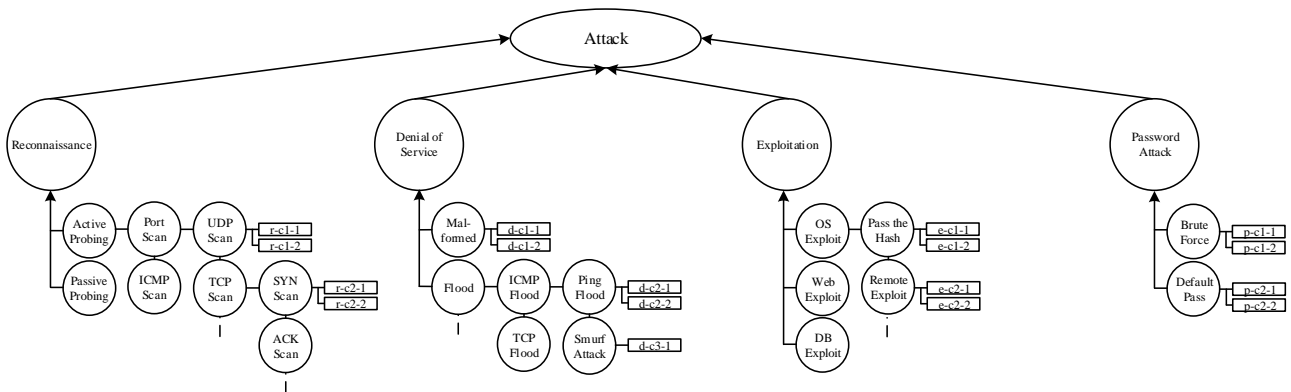 Attack
Reconnaissance
Denial of
Service
Exploitation
Password
Attack
Active
Probing
Port
Scan
UDP
Scan
r-c1-1
r-c1-2
Passive
Probing
ICMP
Scan
TCP
Scan
SYN
Scan
r-c2-1
r-c2-2
ACK
Scan
Mal-
formed
d-c1-1
d-c1-2
Flood
ICMP
Flood
Ping
Flood
d-c2-1
d-c2-2
TCP
Flood
Smurf
Attack
d-c3-1
OS
Exploit
Pass the
Hash
e-c1-1
e-c1-2
Web
Exploit
Remote
Exploit
e-c2-1
e-c2-2
DB
Exploit
Brute
Force
p-c1-1
p-c1-2
Default
Pass
p-c2-1
p-c2-2